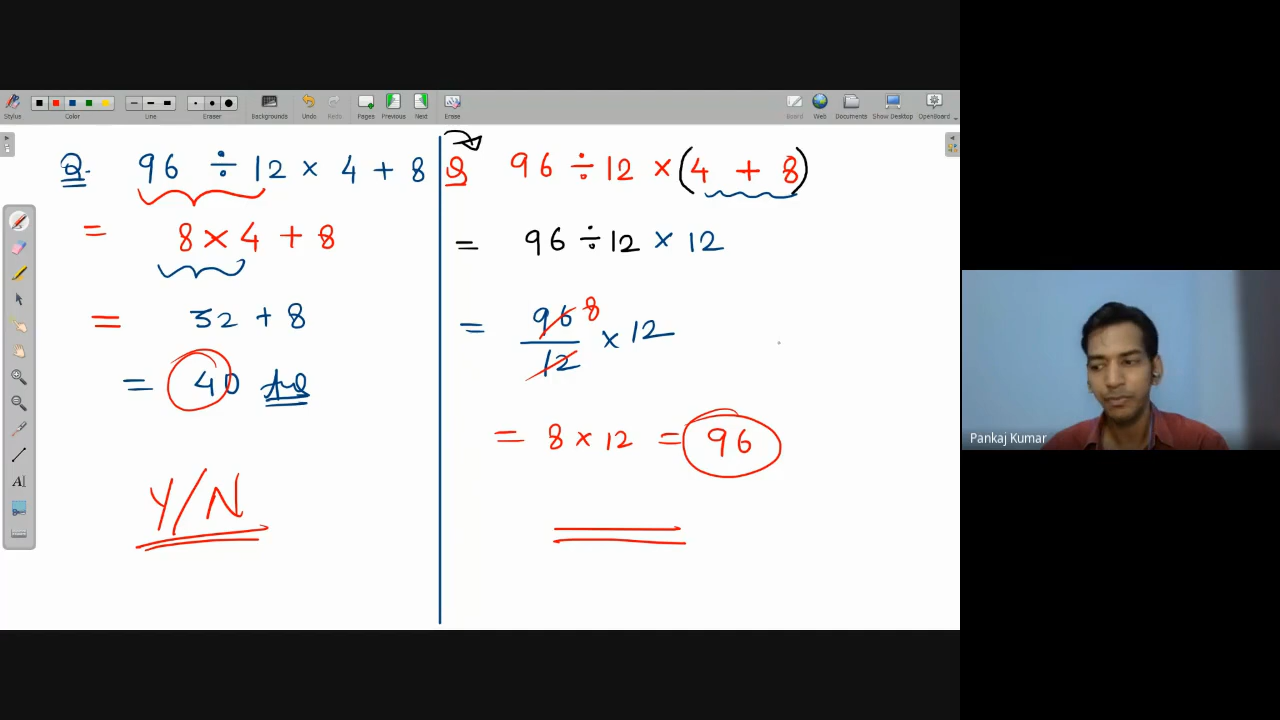 Stylus Color Line Eraser Backgrounds Undo Redo Pages Previous Next Erase Board Web Documents Show Desktop OpenBoard
Q. 96 ÷ 12 × 4 + 8
= 8 × 4 + 8
= 32 + 8
= 40 Ans
Y/N
Q 96 ÷ 12 × (4 + 8)
= 96 ÷ 12 × 12
= 96/12 8 × 12
= 8 × 12 = 96
Pankaj Kumar